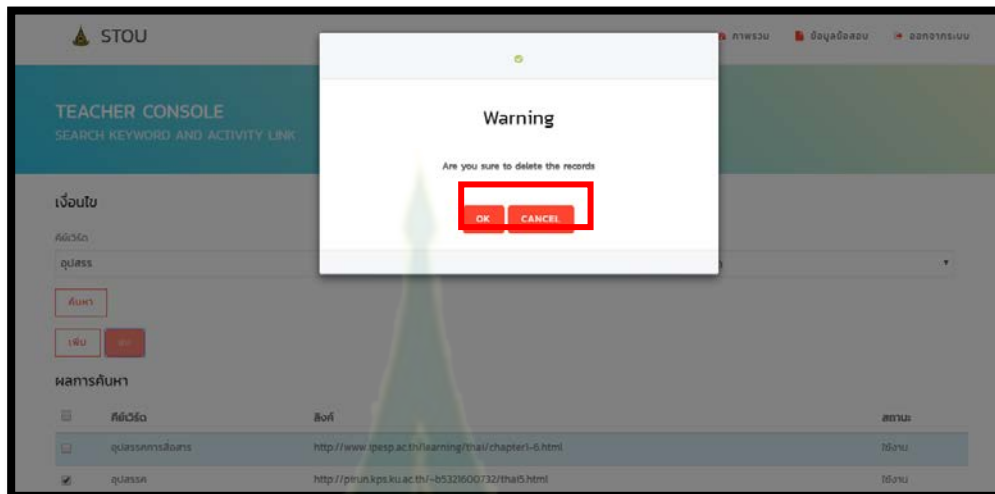 STOU
ภาพรวม
ข้อมูลข้อสอบ
ออกจากระบบ
TEACHER CONSOLE
SEARCH KEYWORD AND ACTIVITY LINK
Warning
Are you sure to delete the records
OK CANCEL
เงื่อนไข
คีย์เวิร์ด
อุปสรร
ค้นหา
เพิ่ม ลบ
ผลการค้นหา
คีย์เวิร์ด ลิงค์ สถานะ
อุปสรรคการสื่อสาร http://www.ipesp.ac.th/learning/thai/chapter1-6.html ใช้งาน
อุปสรรค http://pirun.kps.ku.ac.th/~b5321600732/thai5.html ใช้งาน